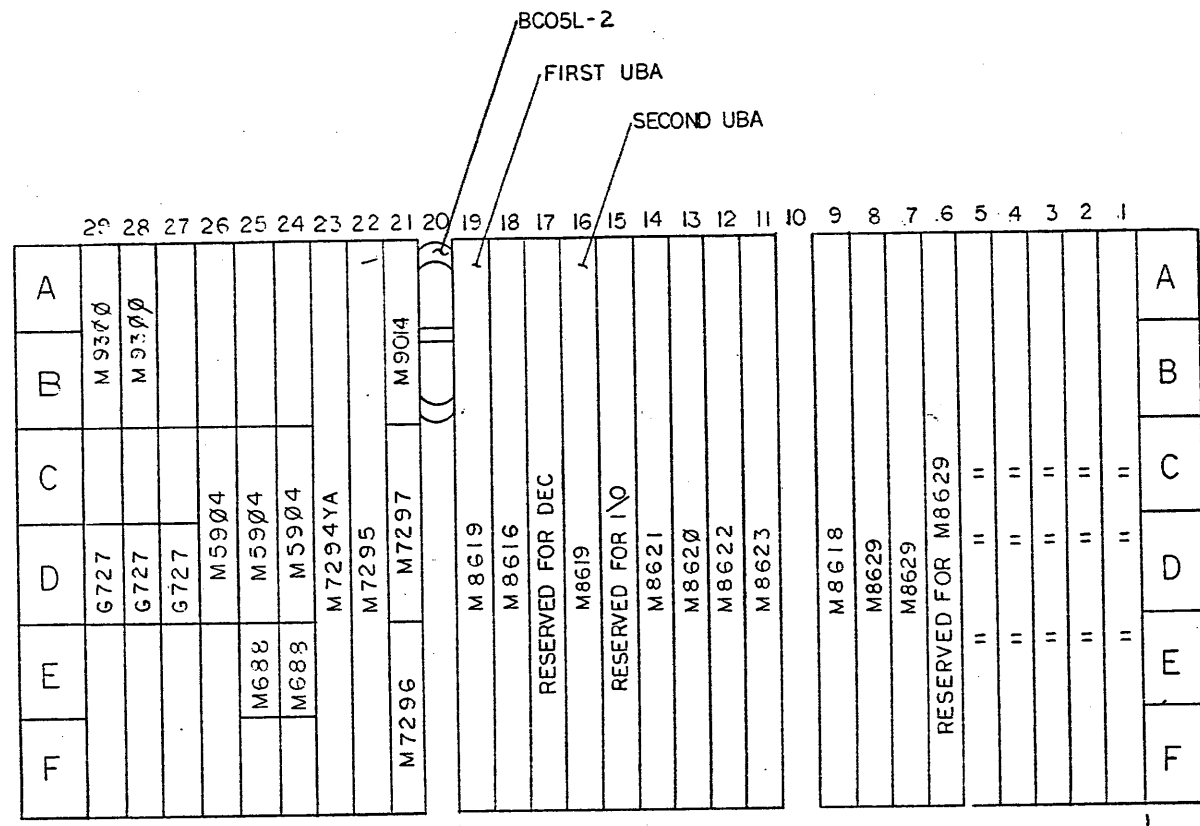 BC05L-2
FIRST UBA
SECOND UBA
29 28 27 26 25 24 23 22 21 20 19 18 17 16 15 14 13 12 11 10 9 8 7 6 5 4 3 2 1
A
B
C
D
E
F
M93ØØ
M93ØØ
G727
G727
G727
M59Ø4
M59Ø4
M688
M59Ø4
M688
M7294YA
M7295
M9014
M7297
M7296
M8619
M8616
RESERVED FOR DEC
M8619
RESERVED FOR I\O
M8621
M862Ø
M8622
M8623
M8618
M8629
M8629
RESERVED FOR M8629
" " "
" " "
" " "
" " "
" " "
A
B
C
D
E
F